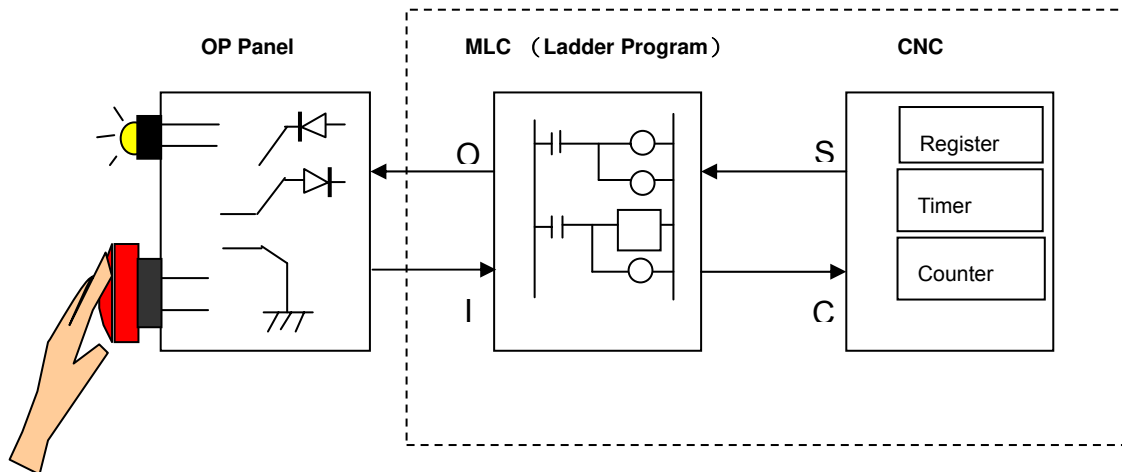 OP Panel
MLC （Ladder Program）
CNC
O
I
S
C
Register
Timer
Counter